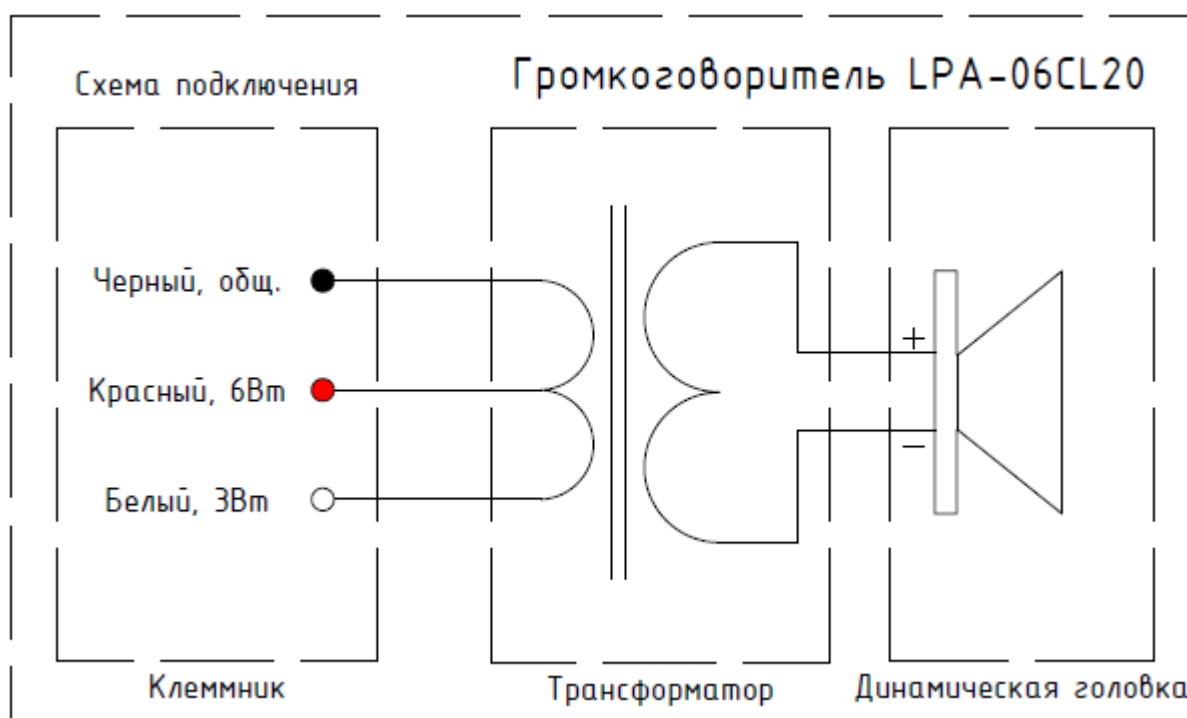 Громкоговоритель LPA-06CL20
Схема подключения
Черный, общ.
Красный, 6Вт
Белый, 3Вт
+
−
Клеммник
Трансформатор
Динамическая головка